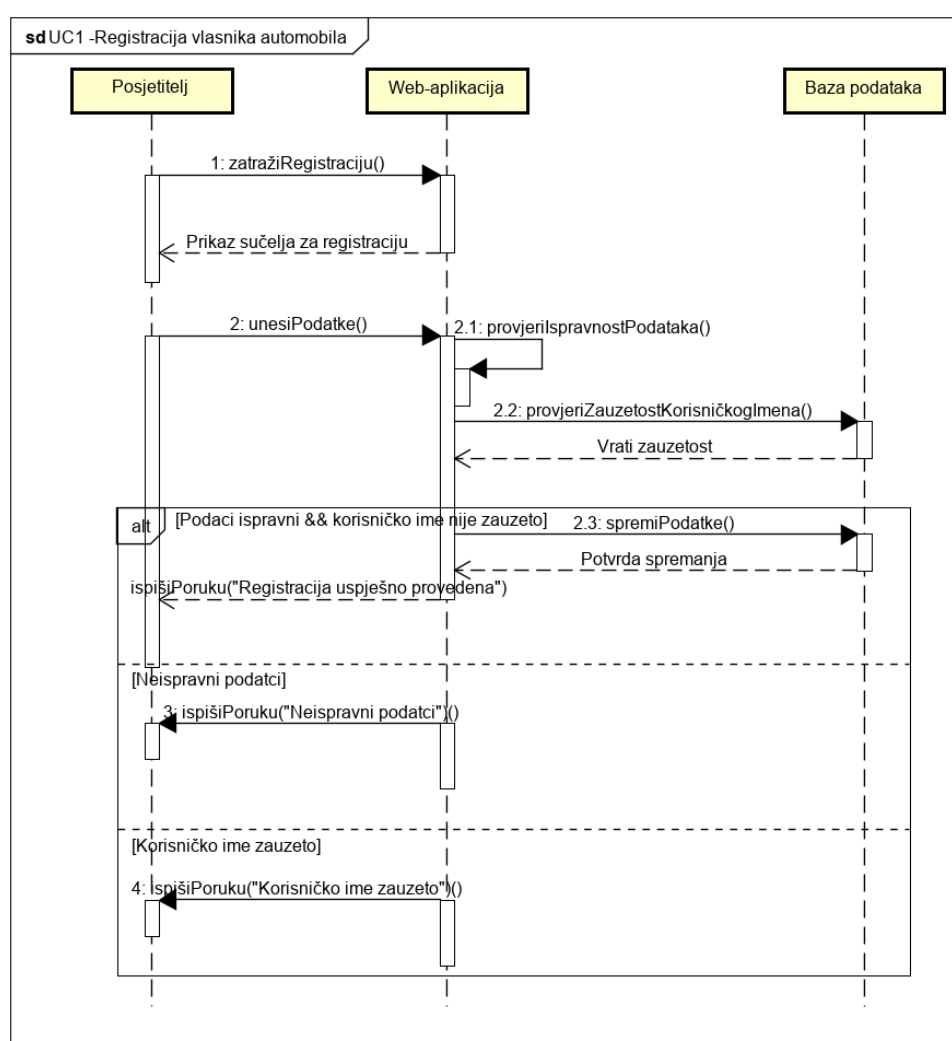 sd UC1 -Registracija vlasnika automobila
Posjetitelj
Web-aplikacija
Baza podataka
1: zatražiRegistraciju()
Prikaz sučelja za registraciju
2: unesiPodatke()
2.1: provjeriIspravnostPodataka()
2.2: provjeriZauzetostKorisničkogImena()
Vrati zauzetost
alt
[Podaci ispravni && korisničko ime nije zauzeto]
2.3: spremiPodatke()
Potvrda spremanja
ispišiPoruku("Registracija uspješno provedena")
[Neispravni podatci]
3: ispišiPoruku("Neispravni podatci")()
[Korisničko ime zauzeto]
4: ispišiPoruku("Korisničko ime zauzeto")()